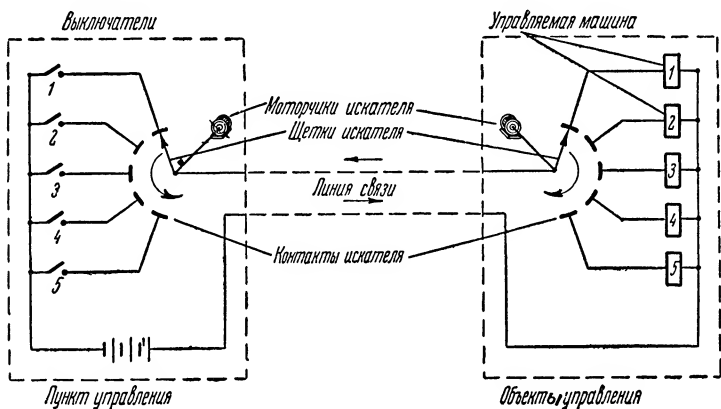 Выключатели
Управляемая машина
1
2
3
4
5
Моторчики искателя
Щетки искателя
Линия связи
Контакты искателя
1
2
3
4
5
Пункт управления
Объекты управления